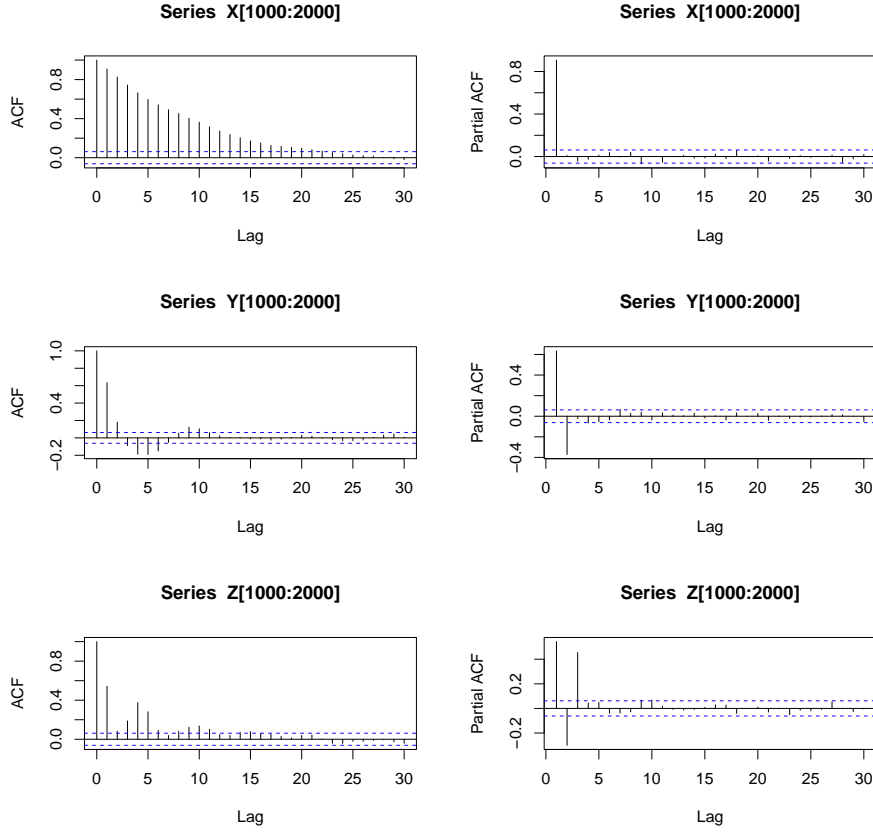 Series X[1000:2000]
ACF
0.0 0.4 0.8
0 5 10 15 20 25 30
Lag
Series X[1000:2000]
Partial ACF
0.0 0.4 0.8
0 5 10 15 20 25 30
Lag
Series Y[1000:2000]
ACF
−0.2 0.4 1.0
0 5 10 15 20 25 30
Lag
Series Y[1000:2000]
Partial ACF
−0.4 0.0 0.4
0 5 10 15 20 25 30
Lag
Series Z[1000:2000]
ACF
0.0 0.4 0.8
0 5 10 15 20 25 30
Lag
Series Z[1000:2000]
Partial ACF
−0.2 0.2
0 5 10 15 20 25 30
Lag